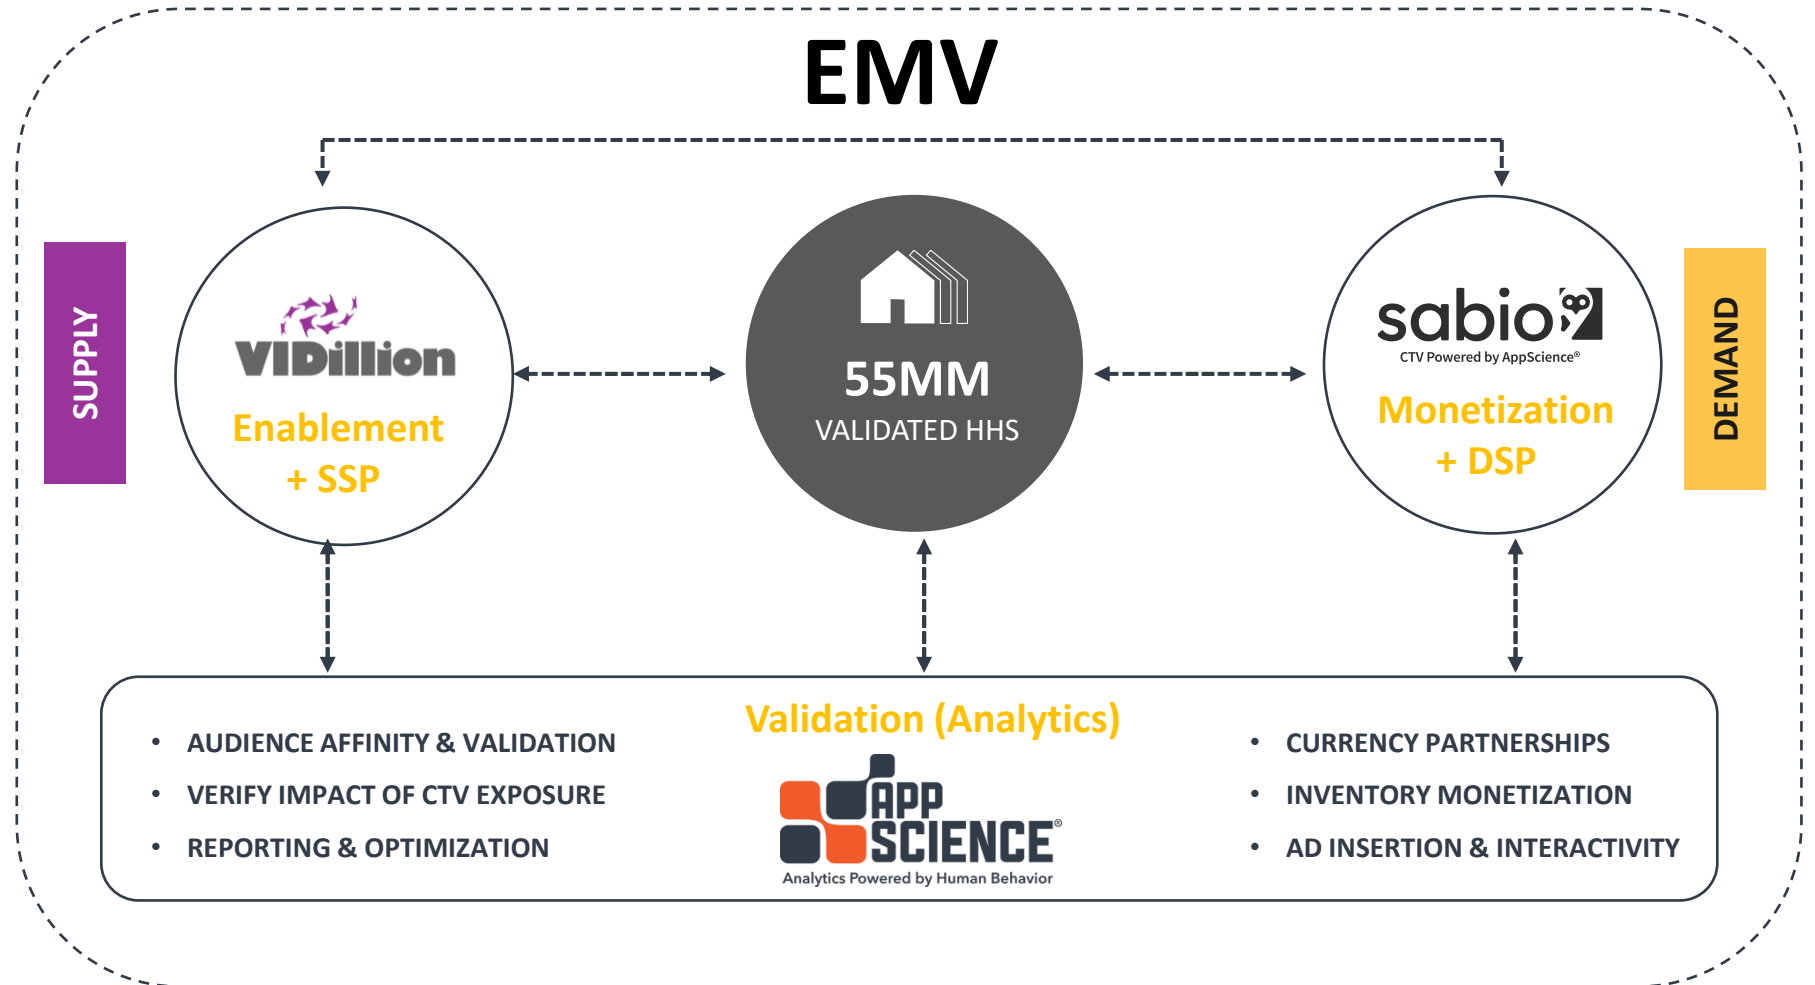 EMV
SUPPLY
VIDillion
Enablement
+ SSP
55MM
VALIDATED HHS
sabio
CTV Powered by AppScience®
Monetization
+ DSP
DEMAND
Validation (Analytics)
• AUDIENCE AFFINITY & VALIDATION
• VERIFY IMPACT OF CTV EXPOSURE
• REPORTING & OPTIMIZATION
APP
SCIENCE®
Analytics Powered by Human Behavior
• CURRENCY PARTNERSHIPS
• INVENTORY MONETIZATION
• AD INSERTION & INTERACTIVITY